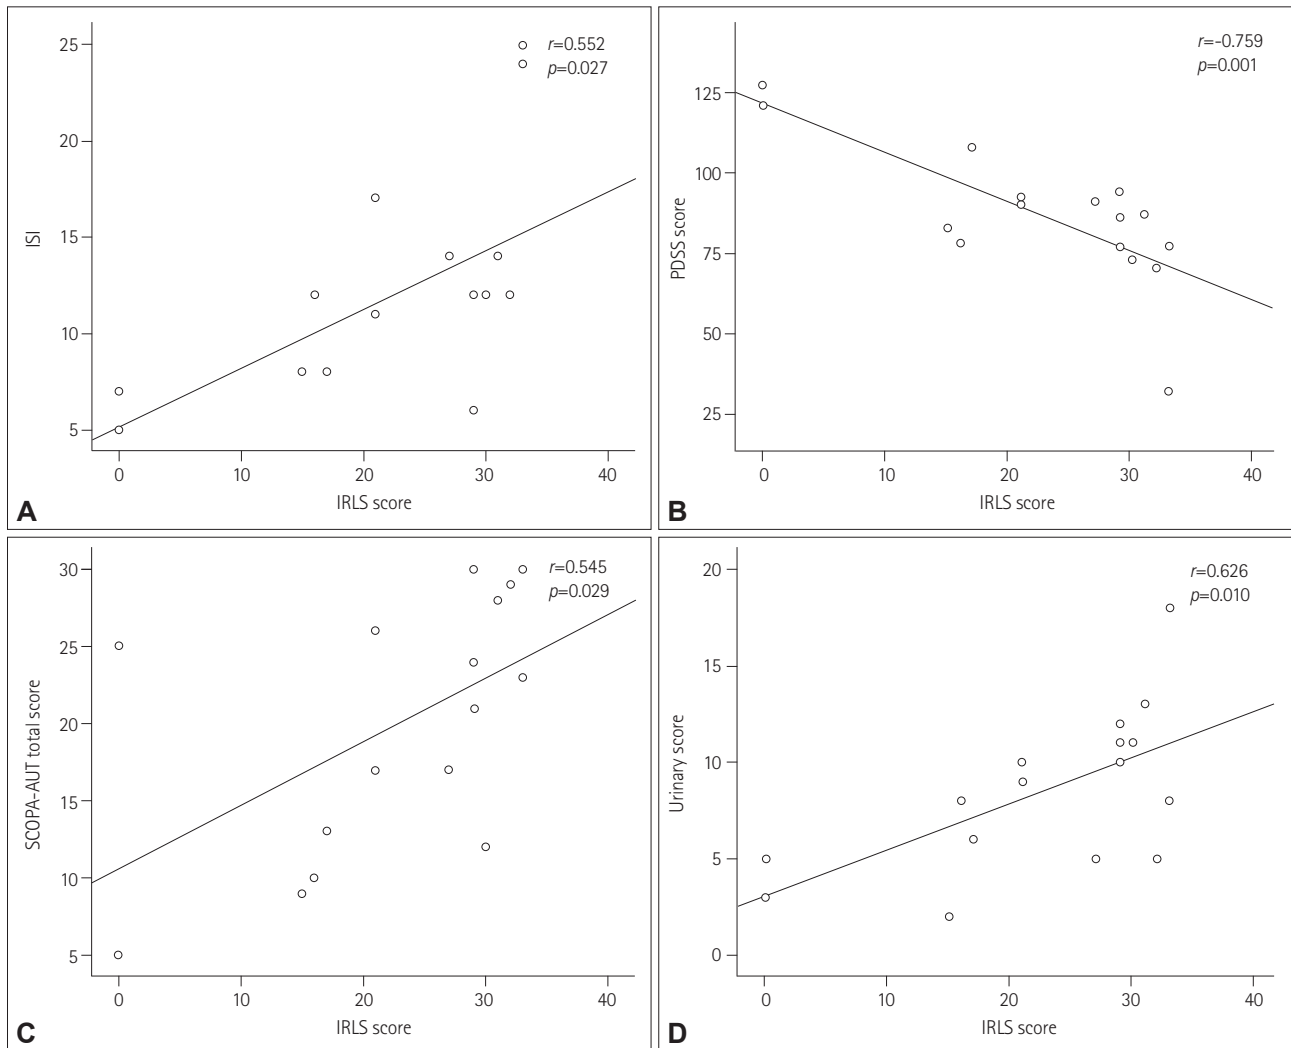 25
20
15
10
5
ISI
r=0.552
p=0.027
0 10 20 30 40
IRLS score
A
125
100
75
50
25
PDSS score
r=-0.759
p=0.001
0 10 20 30 40
IRLS score
B
30
25
20
15
10
5
SCOPA-AUT total score
r=0.545
p=0.029
0 10 20 30 40
IRLS score
C
20
15
10
5
0
Urinary score
r=0.626
p=0.010
0 10 20 30 40
IRLS score
D